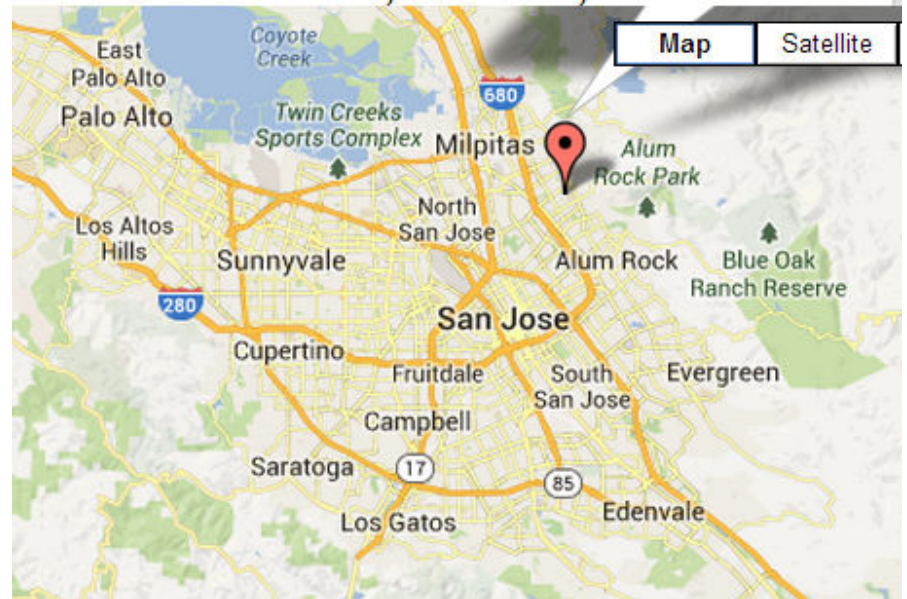 Map
Satellite
Coyote
Creek
East
Palo Alto
680
Palo Alto
Twin Creeks
Sports Complex
Milpitas
Alum
Rock Park
North
San Jose
Los Altos
Hills
Sunnyvale
Alum Rock
Blue Oak
Ranch Reserve
280
San Jose
Cupertino
Fruitdale
South
San Jose
Evergreen
Campbell
Saratoga
17
85
Los Gatos
Edenvale